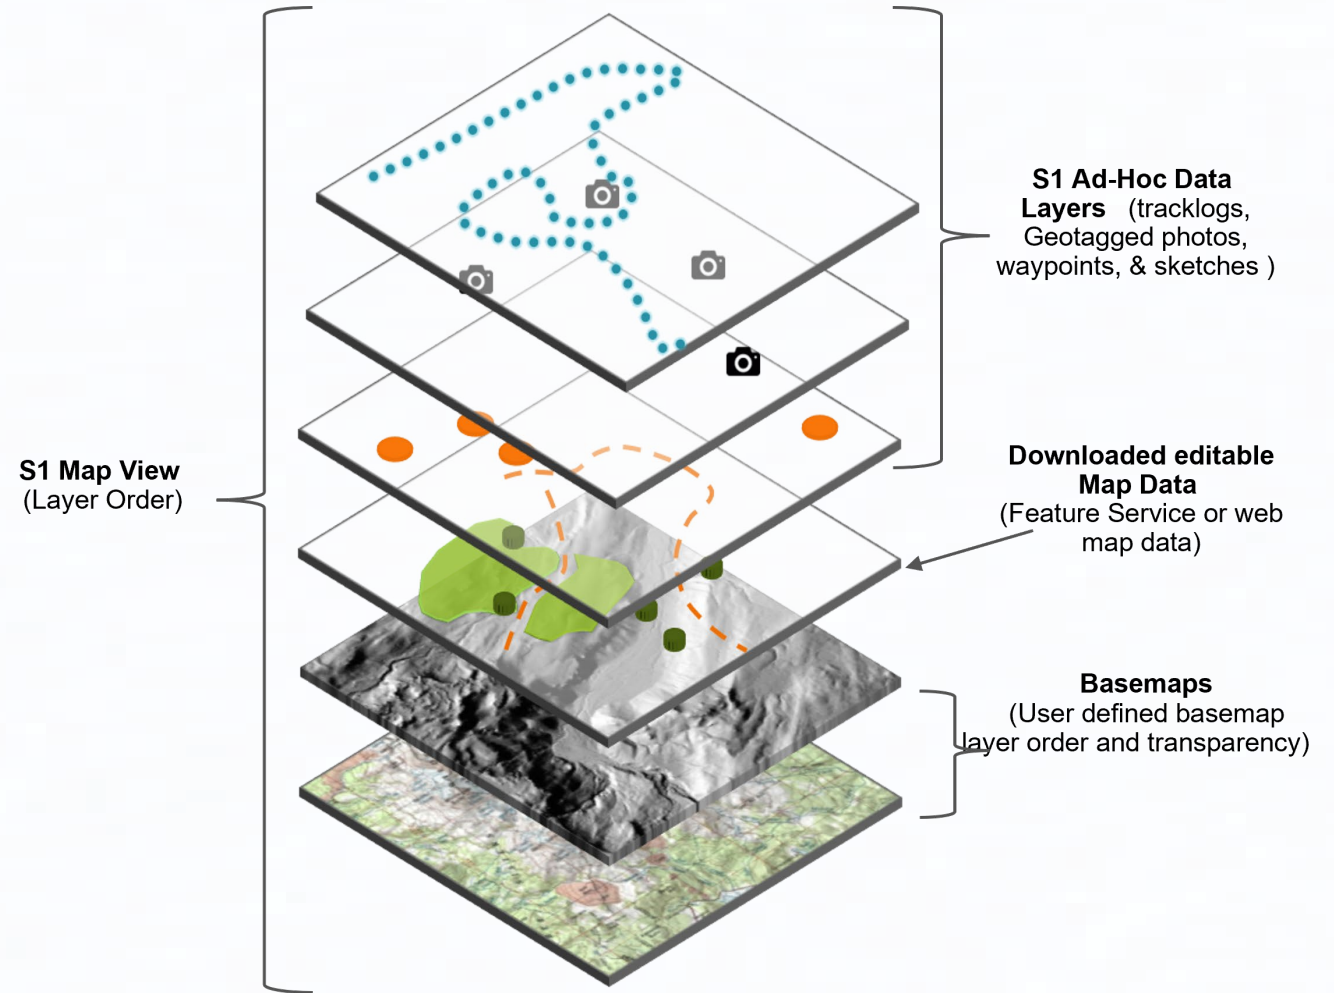 S1 Ad-Hoc Data
Layers (tracklogs,
Geotagged photos,
waypoints, & sketches )
S1 Map View
(Layer Order)
Downloaded editable
Map Data
(Feature Service or web
map data)
Basemaps
(User defined basemap
layer order and transparency)